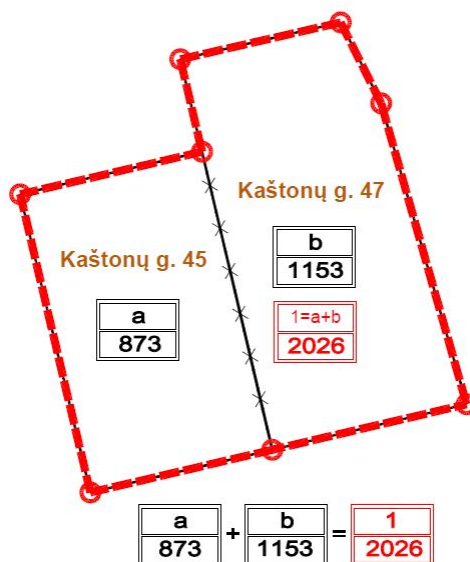 Kaštonų g. 47
b
1153
Kaštonų g. 45
a
873
1=a+b
2026
a + b = 1
873 1153 2026